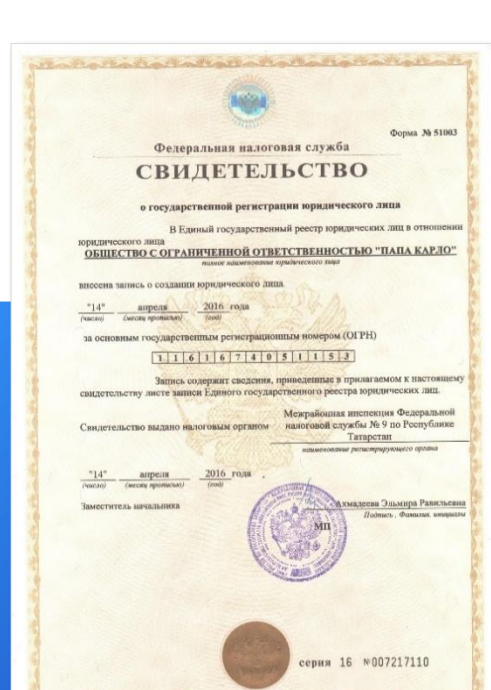 Форма № 51003
Федеральная налоговая служба
СВИДЕТЕЛЬСТВО
о государственной регистрации юридического лица
В Единый государственный реестр юридических лиц в отношении
юридического лица
ОБЩЕСТВО С ОГРАНИЧЕННОЙ ОТВЕТСТВЕННОСТЬЮ "ПАПА КАРЛО"
полное наименование юридического лица
внесена запись о создании юридического лица
"14" апреля 2016 года
(число) (месяц прописью) (год)
за основным государственным регистрационным номером (ОГРН)
1 1 6 1 6 7 4 0 5 1 1 5 3
Запись содержит сведения, приведенные в прилагаемом к настоящему
свидетельству листе записи Единого государственного реестра юридических лиц.
Свидетельство выдано налоговым органом
Межрайонная инспекция Федеральной
налоговой службы № 9 по Республике
Татарстан
наименование регистрирующего органа
"14" апреля 2016 года
(число) (месяц прописью) (год)
Заместитель начальника
Ахмадеева Эльмира Равильевна
Подпись, Фамилия, инициалы
МП
серия 16 №007217110